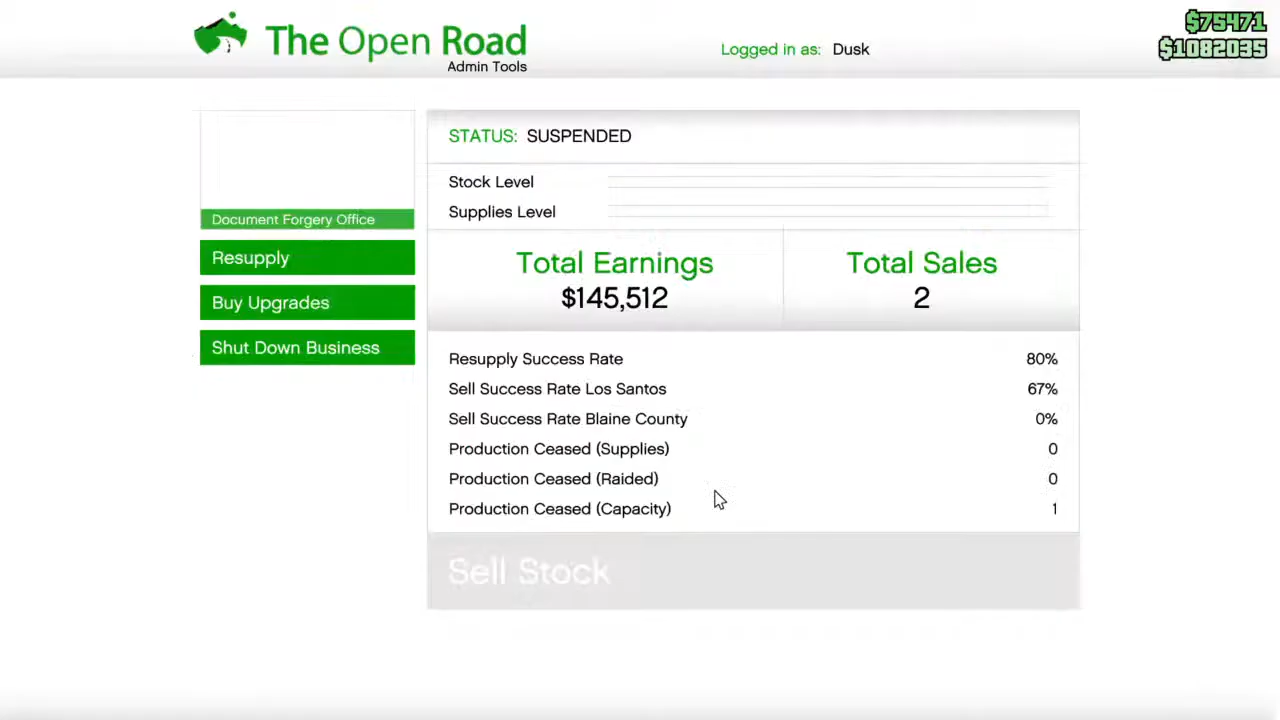 The Open Road
Admin Tools
Logged in as: Dusk
$75471
$1082035
Document Forgery Office
Resupply
Buy Upgrades
Shut Down Business
STATUS: SUSPENDED
Stock Level
Supplies Level
Total Earnings
$145,512
Total Sales
2
Resupply Success Rate 80%
Sell Success Rate Los Santos 67%
Sell Success Rate Blaine County 0%
Production Ceased (Supplies) 0
Production Ceased (Raided) 0
Production Ceased (Capacity) 1
Sell Stock